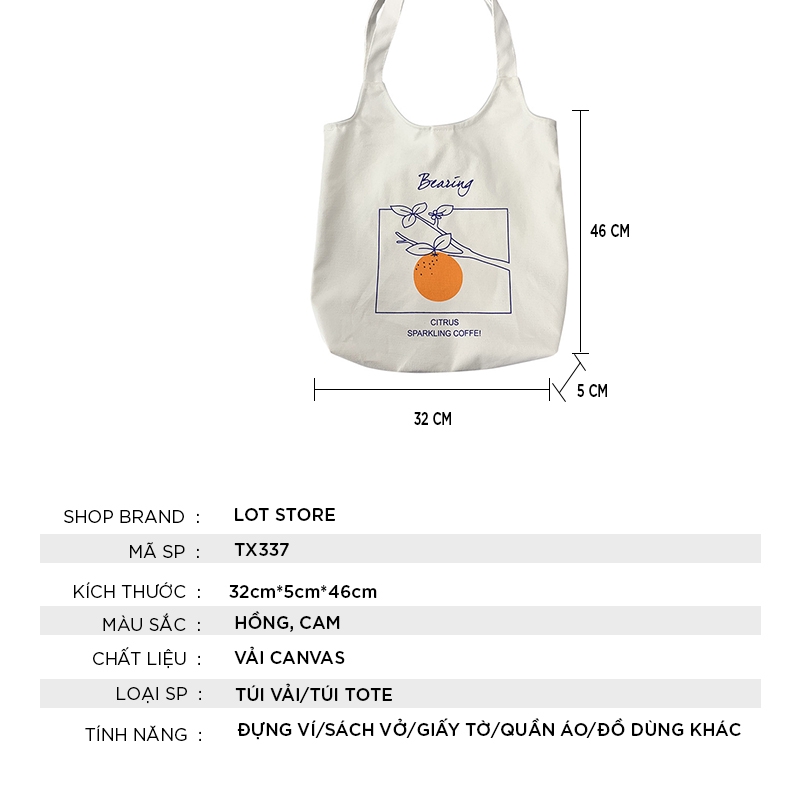 Bearing
CITRUS
SPARKLING COFFE!
46 CM
5 CM
32 CM
SHOP BRAND : LOT STORE
MÃ SP : TX337
KÍCH THƯỚC : 32cm*5cm*46cm
MÀU SẮC : HỒNG, CAM
CHẤT LIỆU : VẢI CANVAS
LOẠI SP : TÚI VẢI/TÚI TOTE
TÍNH NĂNG : ĐỰNG VÍ/SÁCH VỞ/GIẤY TỜ/QUẦN ÁO/ĐỒ DÙNG KHÁC